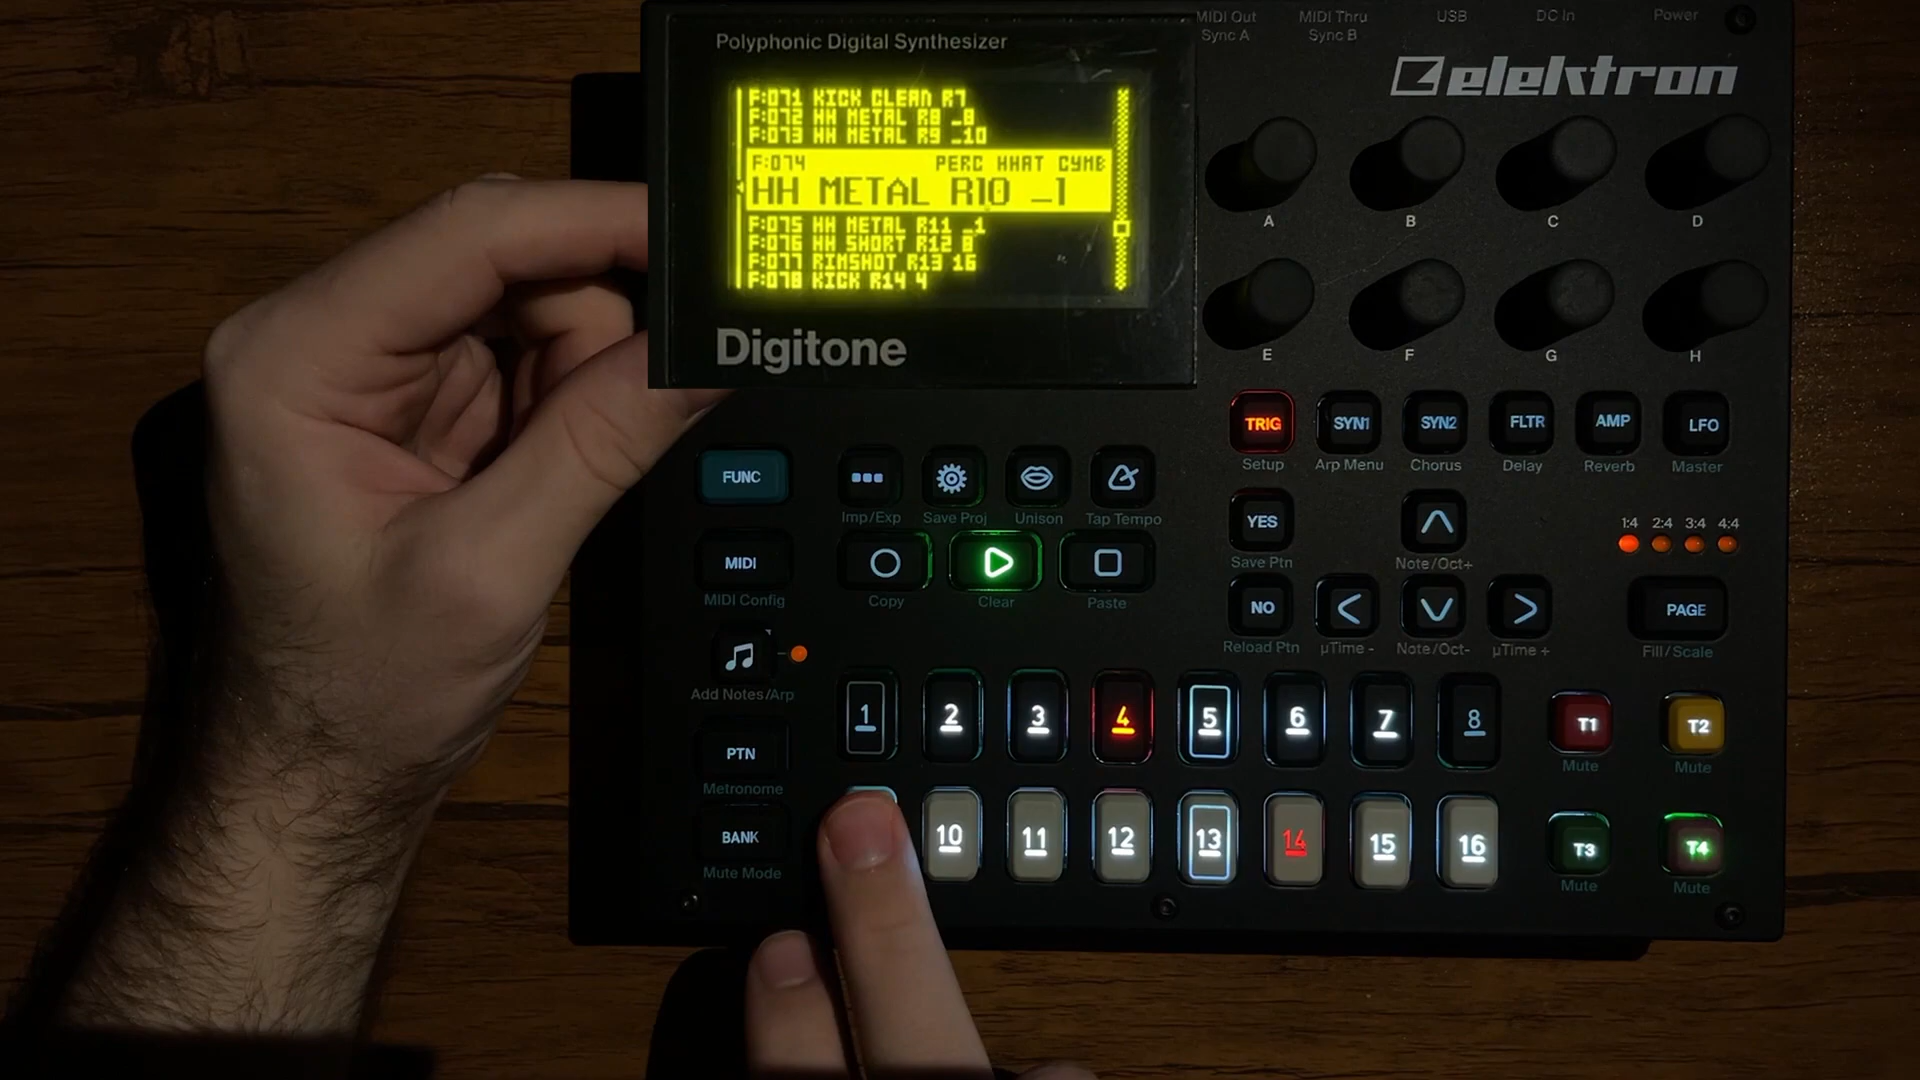 MIDI Out
MIDI Thru
USB
DC In
Power
Sync A
Sync B
Polyphonic Digital Synthesizer
elektron
F:071 KICK CLEAN R7
F:072 HH METAL R8 _8
F:073 HH METAL R9 _10
F:074 PERC HHAT CYMB
HH METAL R10 _1
F:075 HH METAL R11 _1
F:076 HH SHORT R12 8
F:077 RIMSHOT R13 16
F:078 KICK R14 4
Digitone
A
B
C
D
E
F
G
H
TRIG
SYN1
SYN2
FLTR
AMP
LFO
Setup
Arp Menu
Chorus
Delay
Reverb
Master
FUNC
Imp/Exp
Save Proj
Unison
Tap Tempo
YES
Save Ptn
Note/Oct+
1:4
2:4
3:4
4:4
MIDI
MIDI Config
Copy
Clear
Paste
NO
Reload Ptn
µTime -
Note/Oct-
µTime +
PAGE
Fill/Scale
Add Notes/Arp
PTN
Metronome
BANK
Mute Mode
1
2
3
4
5
6
7
8
T1
T2
Mute
Mute
10
11
12
13
14
15
16
T3
T4
Mute
Mute